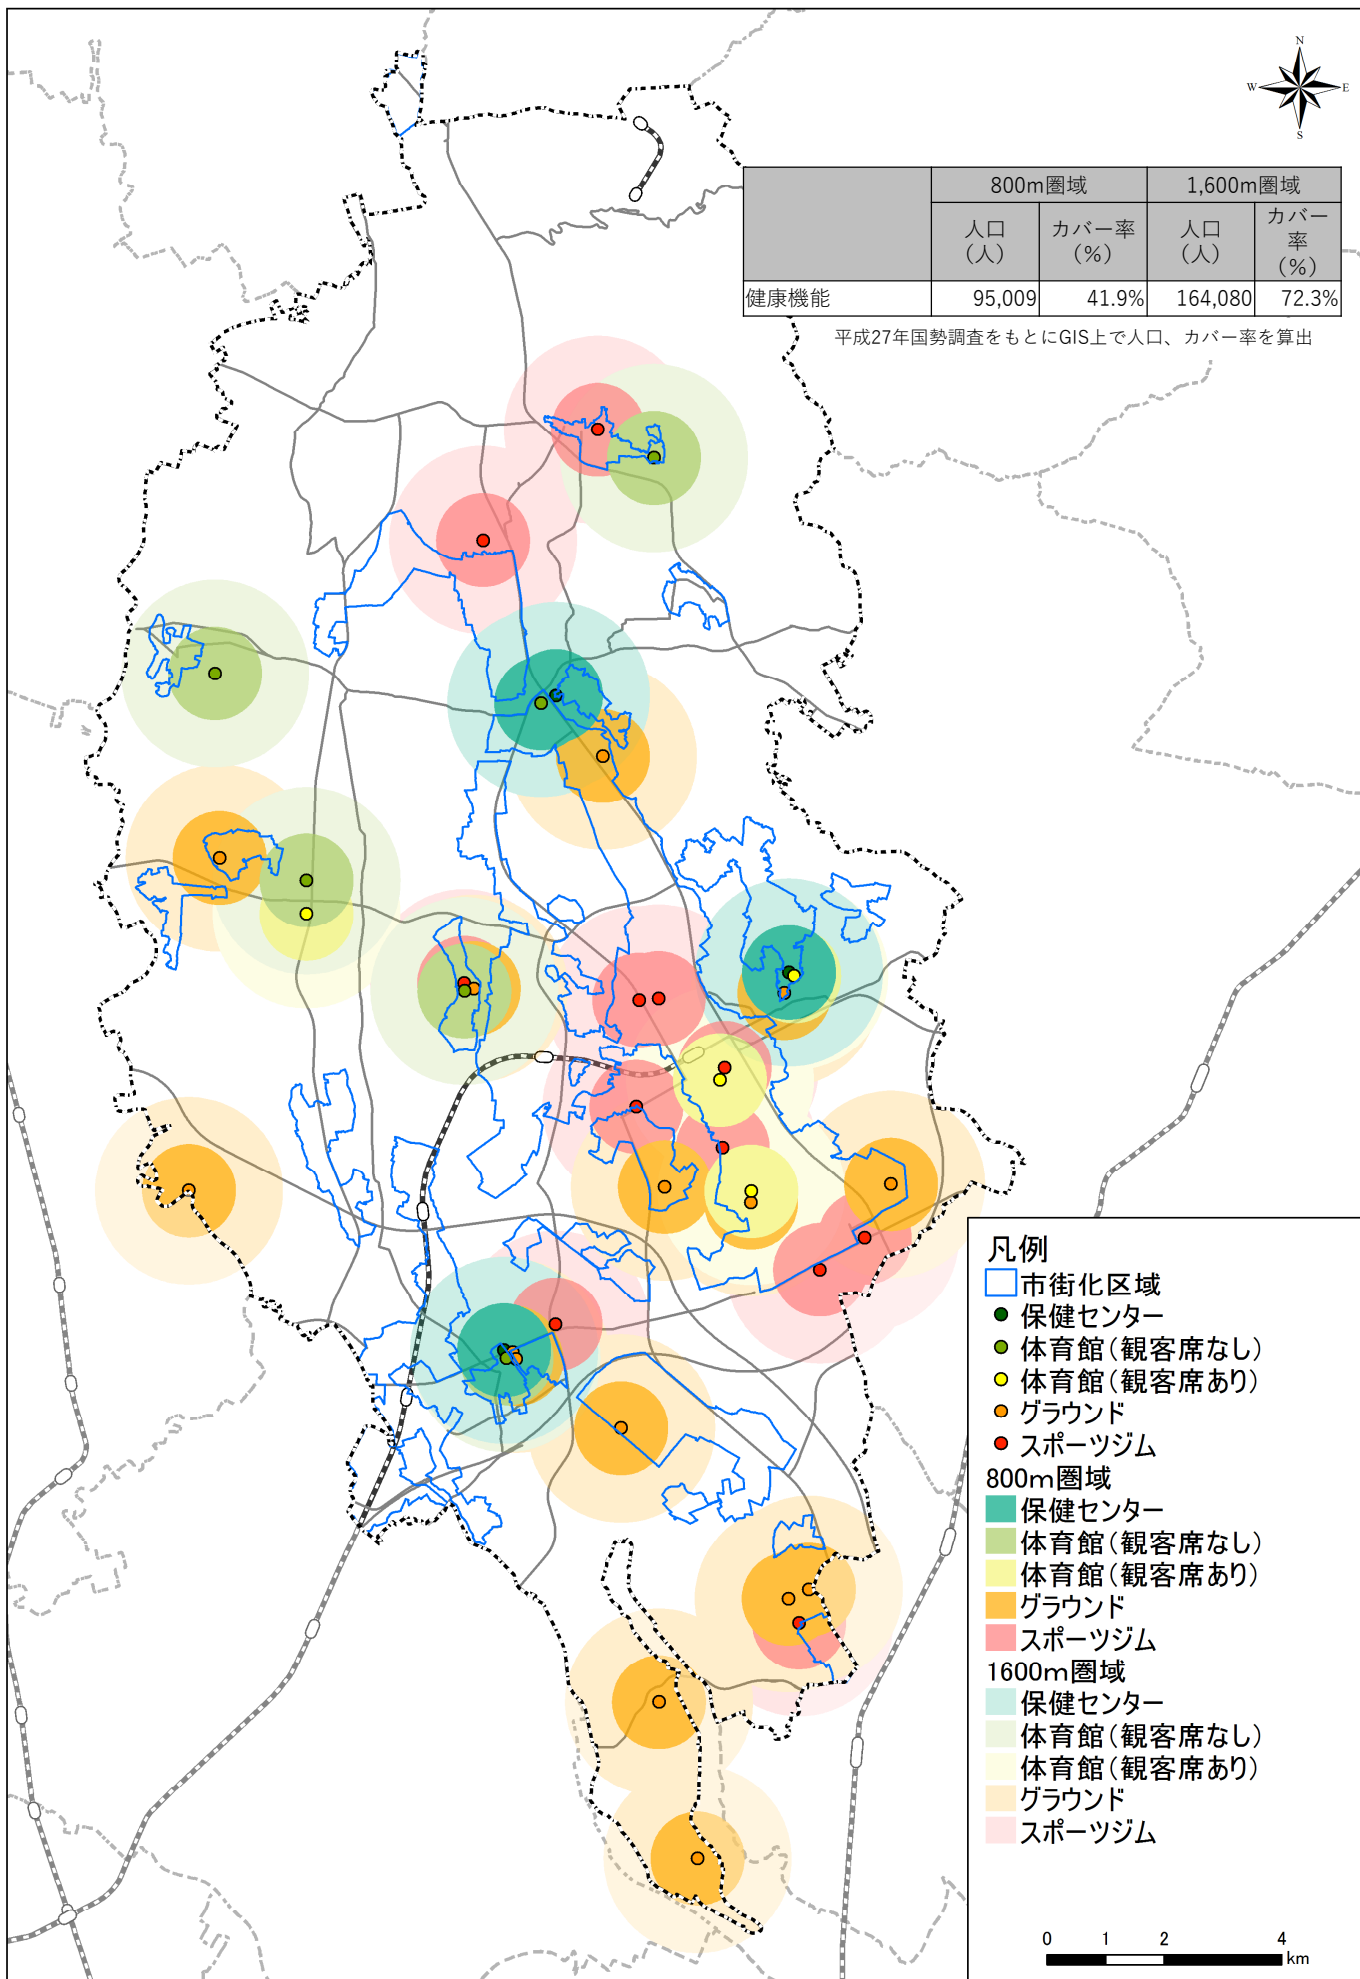 N
W E
S
800m圏域 1,600m圏域
人口 カバー率 人口 カバー
(人) (%) (人) 率
(%)
健康機能 95,009 41.9% 164,080 72.3%
平成27年国勢調査をもとにGIS上で人口、カバー率を算出
凡例
市街化区域
保健センター
体育館(観客席なし)
体育館(観客席あり)
グラウンド
スポーツジム
800m圏域
保健センター
体育館(観客席なし)
体育館(観客席あり)
グラウンド
スポーツジム
1600m圏域
保健センター
体育館(観客席なし)
体育館(観客席あり)
グラウンド
スポーツジム
0 1 2 4
km